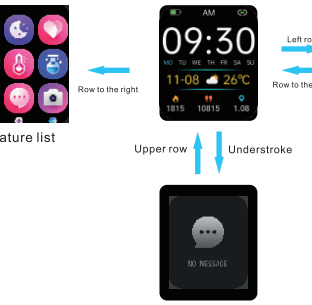 AM
09:30
MO TU WE TH FR SA SU
11-08 26°C
1815 10815 1.08
Left ro
Row to the right
Row to the
ature list
Upper row
Understroke
NO MESSAGE